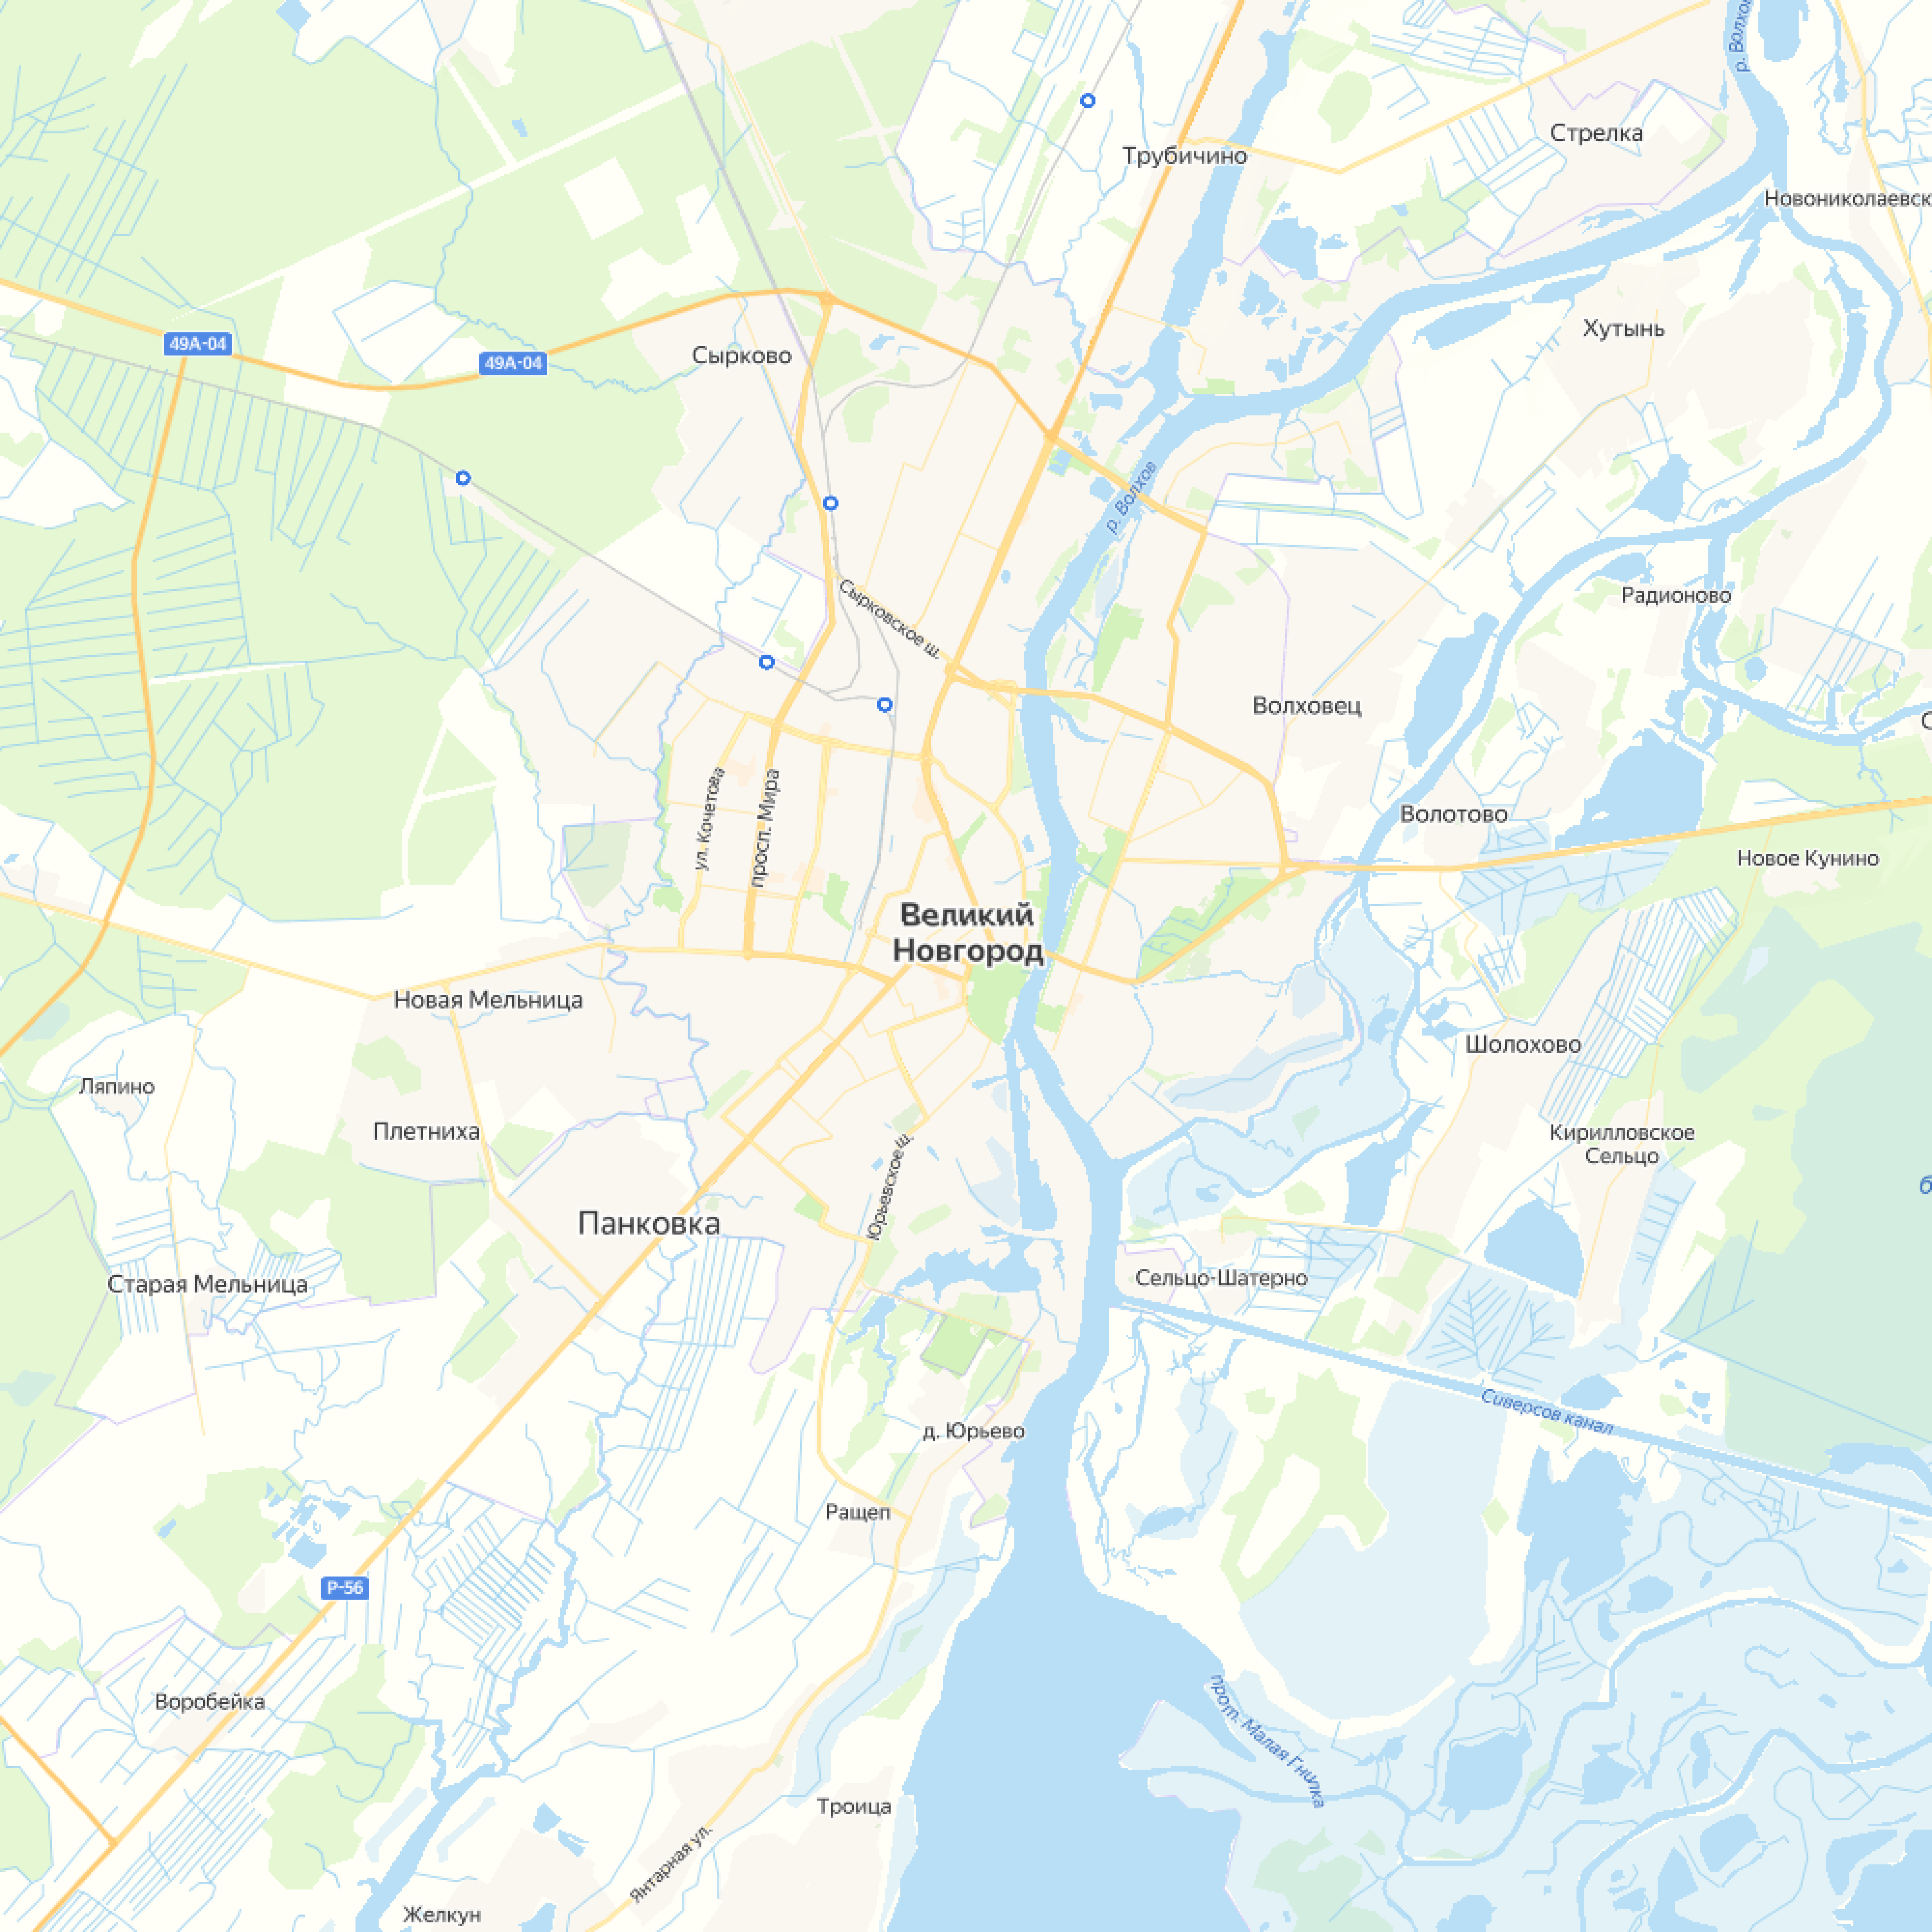 р. Волхов
Стрелка
Трубичино
Новониколаевск
Хутынь
49А-04
Сырково
49А-04
р. Волхов
Радионово
Сырковское ш.
Волховец
С
ул. Кочетова
просп. Мира
Волотово
Новое Кунино
Великий
Новгород
Новая Мельница
Шолохово
Ляпино
Плетниха
Кирилловское
Сельцо
Юрьевское ш.
б
Панковка
Старая Мельница
Сельцо-Шатерно
Сиверсов канал
д. Юрьево
Ращеп
Р-56
Воробейка
прот. Малая Гнилка
Троица
Янтарная ул.
Желкун